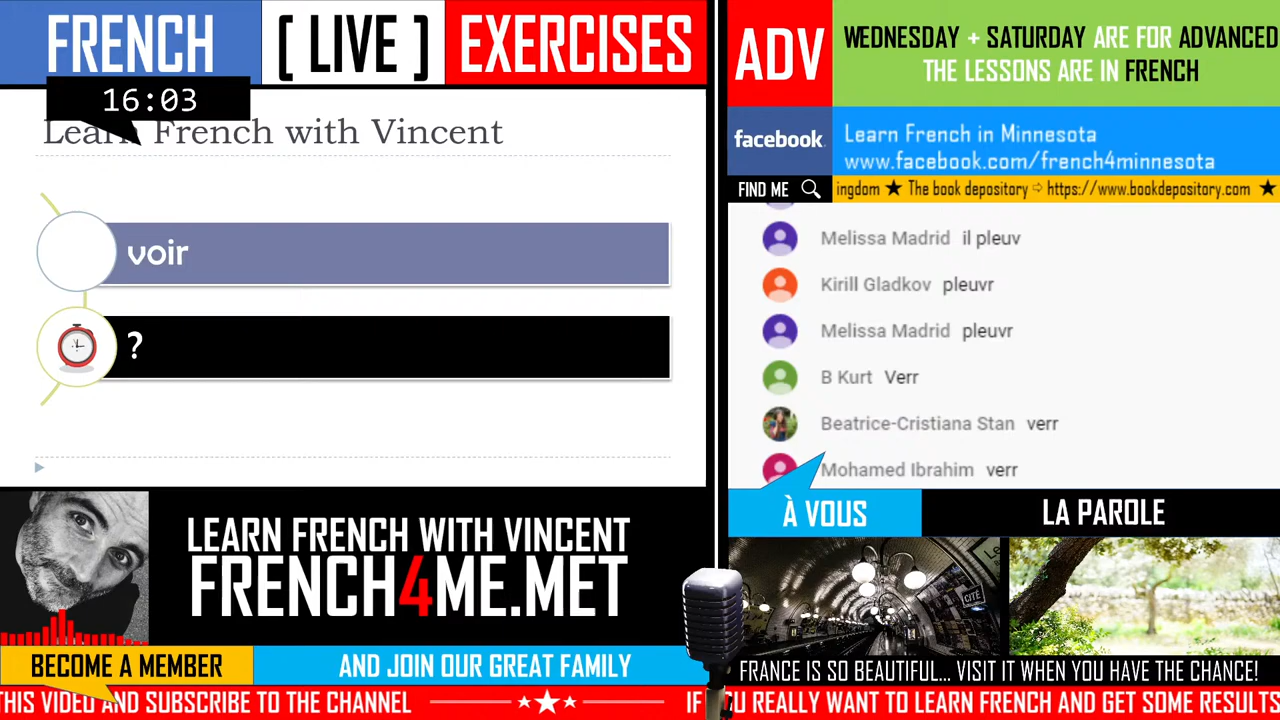 FRENCH [ LIVE ] EXERCISES
16:03
Learn French with Vincent
voir
?
LEARN FRENCH WITH VINCENT
FRENCH4ME.MET
BECOME A MEMBER
AND JOIN OUR GREAT FAMILY
ADV
WEDNESDAY + SATURDAY ARE FOR ADVANCED
THE LESSONS ARE IN FRENCH
facebook.
Learn French in Minnesota
www.facebook.com/french4minnesota
FIND ME
ingdom ★ The book depository ⇨ https://www.bookdepository.com ★
Melissa Madrid il pleuv
Kirill Gladkov pleuvr
Melissa Madrid pleuvr
B Kurt Verr
Beatrice-Cristiana Stan verr
Mohamed Ibrahim verr
À VOUS
LA PAROLE
CITÉ
FRANCE IS SO BEAUTIFUL... VISIT IT WHEN YOU HAVE THE CHANCE!
THIS VIDEO AND SUBSCRIBE TO THE CHANNEL
IF YOU REALLY WANT TO LEARN FRENCH AND GET SOME RESULTS